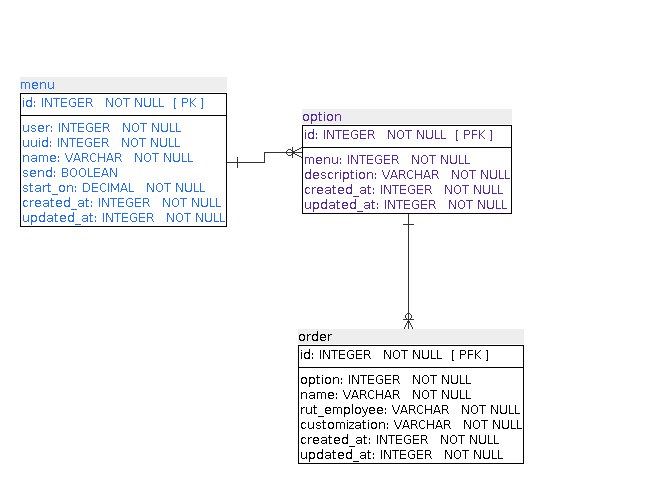 menu
id: INTEGER NOT NULL [ PK ]
user: INTEGER NOT NULL
uuid: INTEGER NOT NULL
name: VARCHAR NOT NULL
send: BOOLEAN
start_on: DECIMAL NOT NULL
created_at: INTEGER NOT NULL
updated_at: INTEGER NOT NULL
option
id: INTEGER NOT NULL [ PFK ]
menu: INTEGER NOT NULL
description: VARCHAR NOT NULL
created_at: INTEGER NOT NULL
updated_at: INTEGER NOT NULL
order
id: INTEGER NOT NULL [ PFK ]
option: INTEGER NOT NULL
name: VARCHAR NOT NULL
rut_employee: VARCHAR NOT NULL
customization: VARCHAR NOT NULL
created_at: INTEGER NOT NULL
updated_at: INTEGER NOT NULL